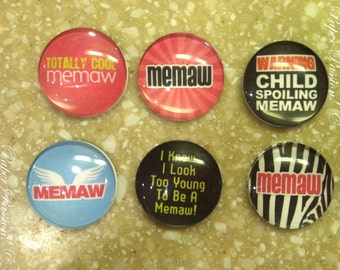 TOTALLY COOL
memaw
memaw
WARNING
CHILD
SPOILING
MEMAW
MEMAW
I Know
I Look
Too Young
To Be A
Memaw!
memaw